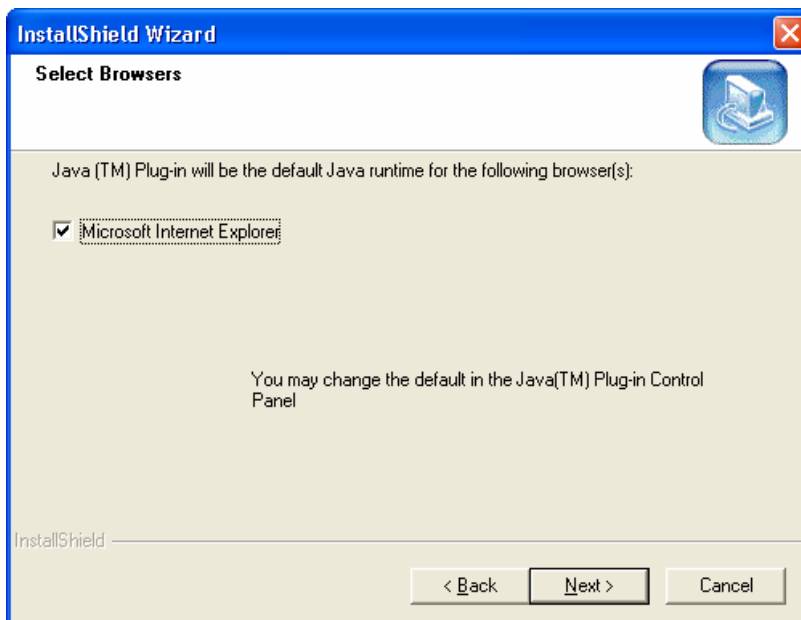 InstallShield Wizard
Select Browsers
Java (TM) Plug-in will be the default Java runtime for the following browser(s):
Microsoft Internet Explorer
You may change the default in the Java(TM) Plug-in Control
Panel
InstallShield
< Back Next > Cancel